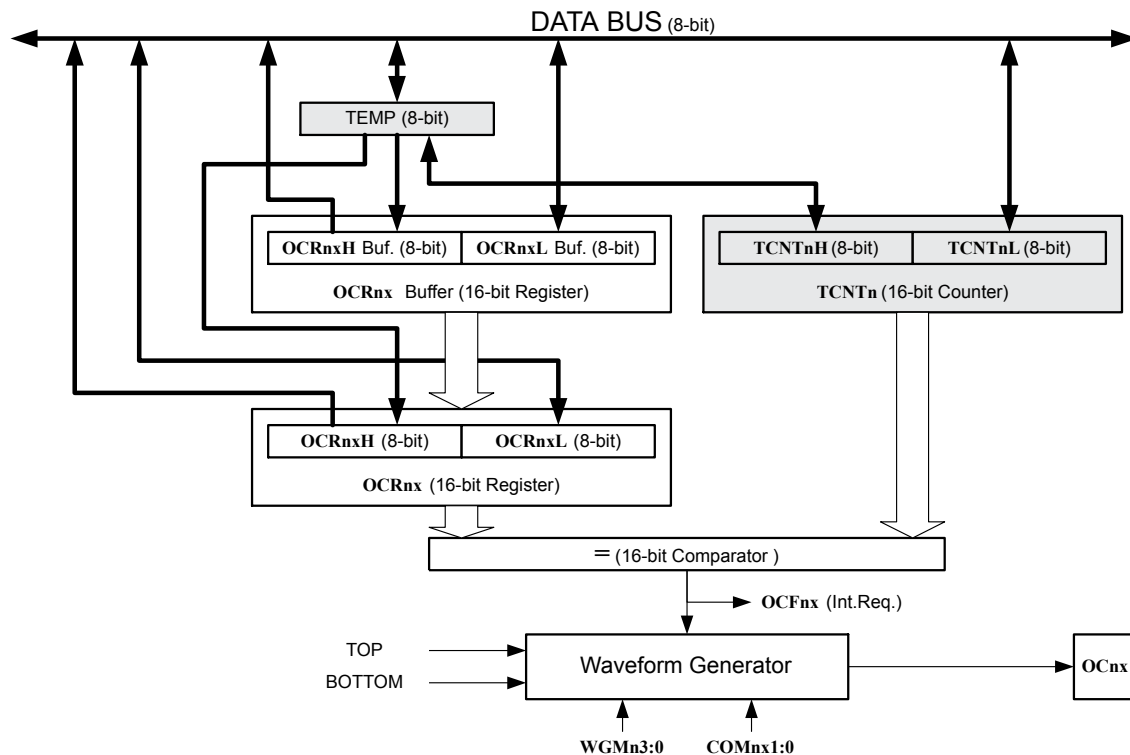 DATA BUS (8-bit)
TEMP (8-bit)
OCRnxH Buf. (8-bit)
OCRnxL Buf. (8-bit)
OCRnx Buffer (16-bit Register)
TCNTnH (8-bit)
TCNTnL (8-bit)
TCNTn (16-bit Counter)
OCRnxH (8-bit)
OCRnxL (8-bit)
OCRnx (16-bit Register)
= (16-bit Comparator )
OCFnx (Int.Req.)
TOP
BOTTOM
Waveform Generator
OCnx
WGMn3:0
COMnx1:0